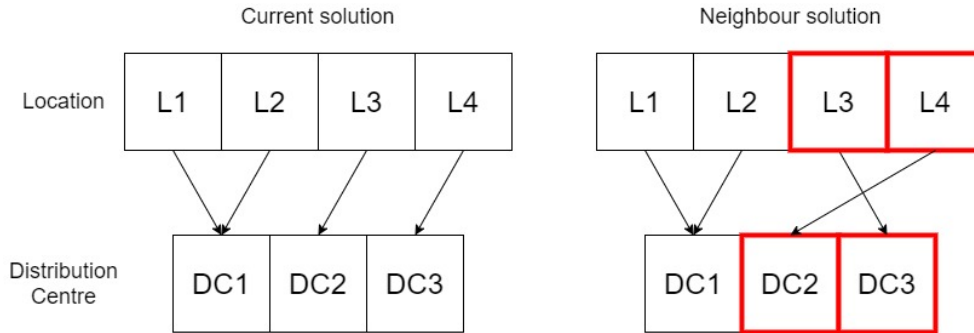 Current solution
Neighbour solution
Location
L1 L2 L3 L4
L1 L2 L3 L4
Distribution
Centre
DC1 DC2 DC3
DC1 DC2 DC3